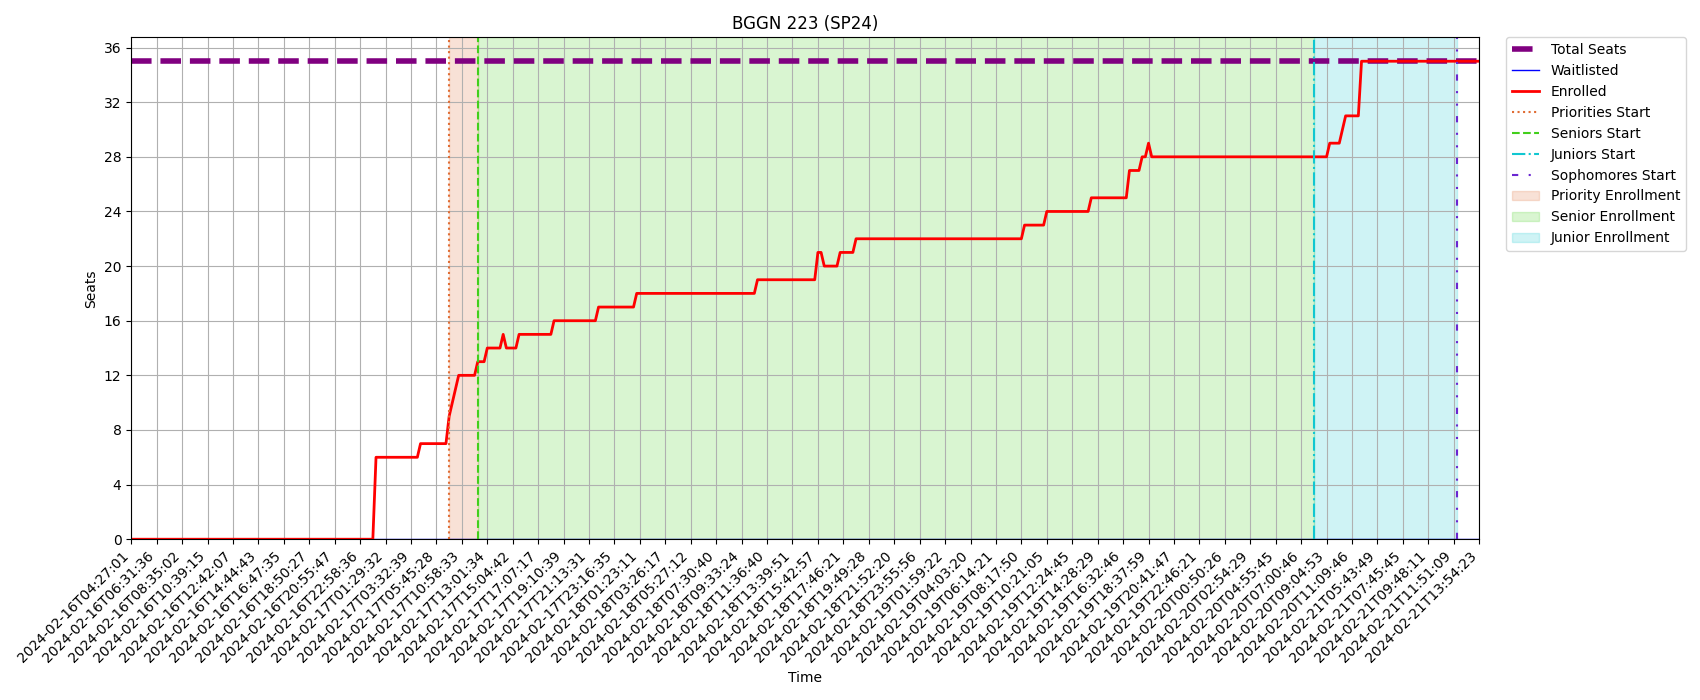 BGGN 223 (SP24)
Seats
36
32
28
24
20
16
12
8
4
0
2024-02-16T04:27:01
2024-02-16T06:31:36
2024-02-16T08:35:02
2024-02-16T10:39:15
2024-02-16T12:42:07
2024-02-16T14:44:43
2024-02-16T16:47:35
2024-02-16T18:50:27
2024-02-16T20:55:47
2024-02-16T22:58:36
2024-02-17T01:29:32
2024-02-17T03:32:39
2024-02-17T05:45:28
2024-02-17T10:58:33
2024-02-17T13:01:34
2024-02-17T15:04:42
2024-02-17T17:07:17
2024-02-17T19:10:39
2024-02-17T21:13:31
2024-02-17T23:16:35
2024-02-18T01:23:11
2024-02-18T03:26:17
2024-02-18T05:27:12
2024-02-18T07:30:40
2024-02-18T09:33:24
2024-02-18T11:36:40
2024-02-18T13:39:51
2024-02-18T15:42:57
2024-02-18T17:46:21
2024-02-18T19:49:28
2024-02-18T21:52:20
2024-02-18T23:55:56
2024-02-19T01:59:22
2024-02-19T04:03:20
2024-02-19T06:14:21
2024-02-19T08:17:50
2024-02-19T10:21:05
2024-02-19T12:24:45
2024-02-19T14:28:29
2024-02-19T16:32:46
2024-02-19T18:37:59
2024-02-19T20:41:47
2024-02-19T22:46:21
2024-02-20T00:50:26
2024-02-20T02:54:29
2024-02-20T04:55:45
2024-02-20T07:00:46
2024-02-20T09:04:53
2024-02-20T11:09:46
2024-02-21T05:43:49
2024-02-21T07:45:45
2024-02-21T09:48:11
2024-02-21T11:51:09
2024-02-21T13:54:23
Time
Total Seats
Waitlisted
Enrolled
Priorities Start
Seniors Start
Juniors Start
Sophomores Start
Priority Enrollment
Senior Enrollment
Junior Enrollment